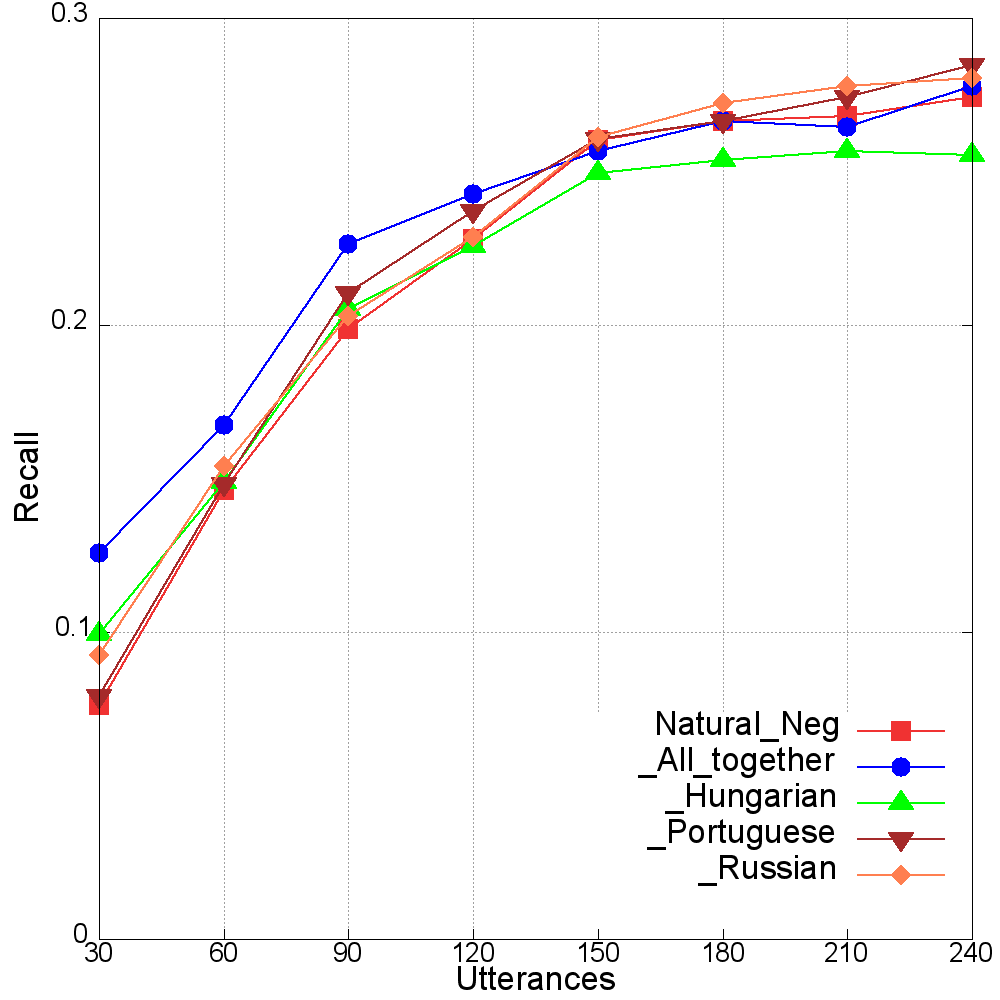 0.3
0.2
0.1
0
Recall
Natural_Neg
_All_together
_Hungarian
_Portuguese
_Russian
30 60 90 120 150 180 210 240
Utterances